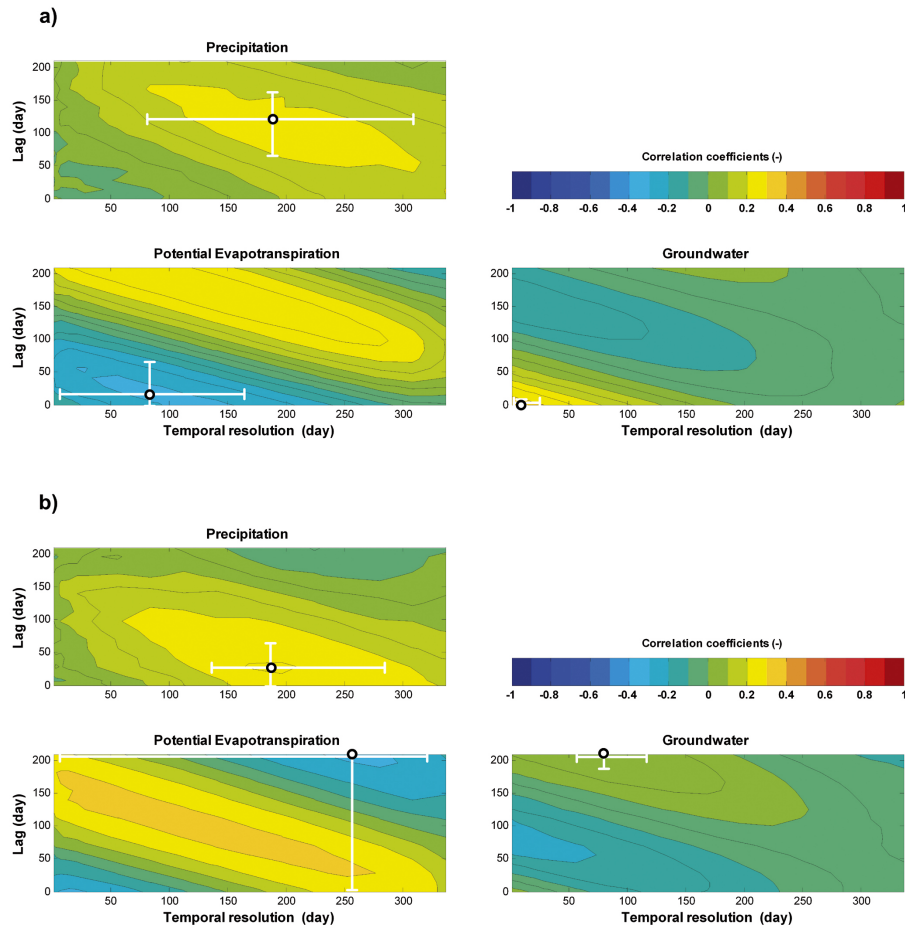 a)
Precipitation
Lag (day)
200
150
100
50
0
50 100 150 200 250 300
Correlation coefficients (-)
-1 -0.8 -0.6 -0.4 -0.2 0 0.2 0.4 0.6 0.8 1
Potential Evapotranspiration
Lag (day)
200
150
100
50
0
50 100 150 200 250 300
Temporal resolution (day)
Groundwater
200
150
100
50
0
50 100 150 200 250 300
Temporal resolution (day)
b)
Precipitation
Lag (day)
200
150
100
50
0
50 100 150 200 250 300
Correlation coefficients (-)
-1 -0.8 -0.6 -0.4 -0.2 0 0.2 0.4 0.6 0.8 1
Potential Evapotranspiration
Lag (day)
200
150
100
50
0
50 100 150 200 250 300
Temporal resolution (day)
Groundwater
200
150
100
50
0
50 100 150 200 250 300
Temporal resolution (day)